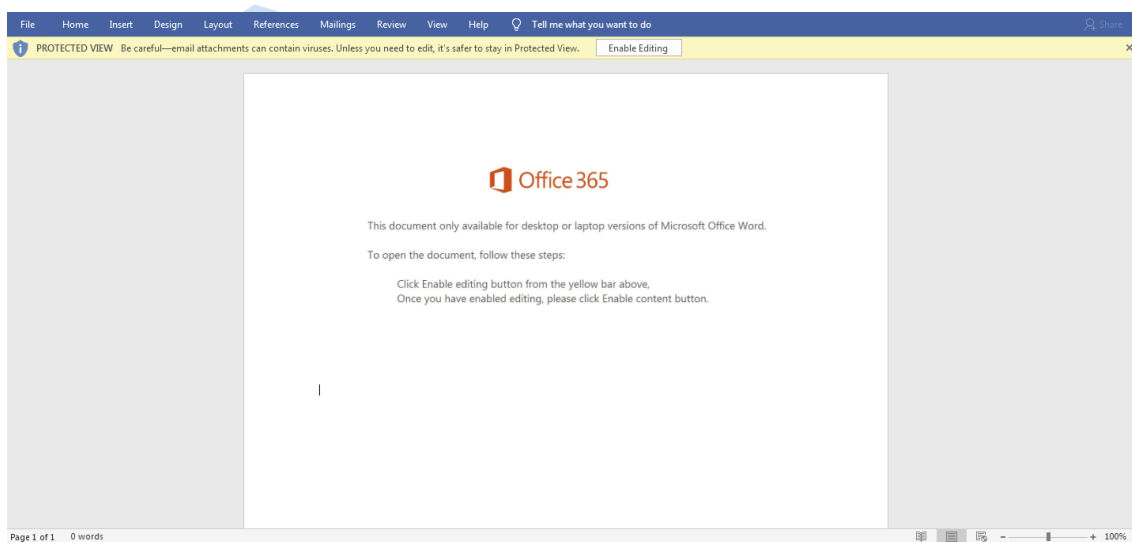 File Home Insert Design Layout References Mailings Review View Help Tell me what you want to do Share
PROTECTED VIEW Be careful—email attachments can contain viruses. Unless you need to edit, it's safer to stay in Protected View. Enable Editing
Office 365
This document only available for desktop or laptop versions of Microsoft Office Word.
To open the document, follow these steps:
Click Enable editing button from the yellow bar above,
Once you have enabled editing, please click Enable content button.
Page 1 of 1 0 words - + 100%